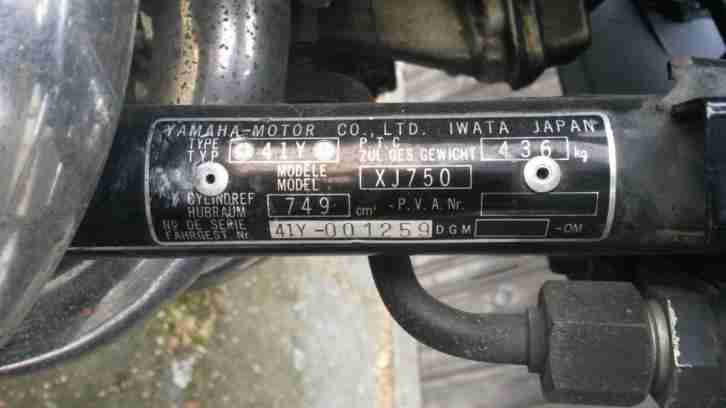 YAMAHA-MOTOR CO.,LTD. IWATA JAPAN
TYPE
TYP 41Y P.T.C.
ZUL GES GEWICHT 436 kg
MODÈLE
MODEL XJ750
CYLINDREE
HUBRAUM 749 cm³ -P.V.A.Nr.
NO DE SERIE
FAHRGEST.Nr. 41Y-001259 DGM -OM